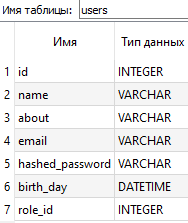 Имя таблицы: users
Имя Тип данных
1 id INTEGER
2 name VARCHAR
3 about VARCHAR
4 email VARCHAR
5 hashed_password VARCHAR
6 birth_day DATETIME
7 role_id INTEGER